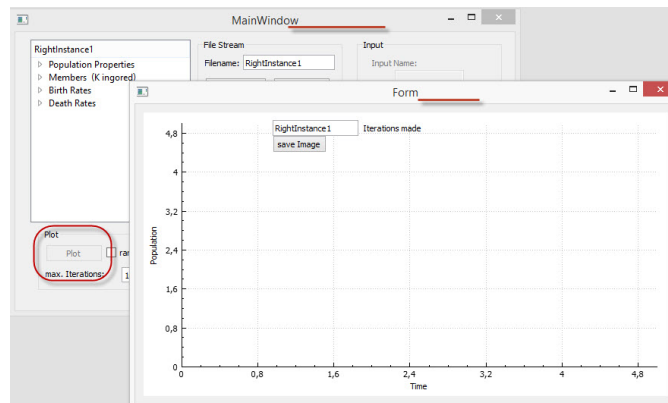 MainWindow
RightInstance1
Population Properties
Members (K ingored)
Birth Rates
Death Rates
File Stream
Filename: RightInstance1
Input
Input Name:
Plot
Plot
max. Iterations:
1
Form
RightInstance1 Iterations made
save Image
Population
4,8
4
3,2
2,4
1,6
0,8
0
0 0,8 1,6 2,4 3,2 4 4,8
Time